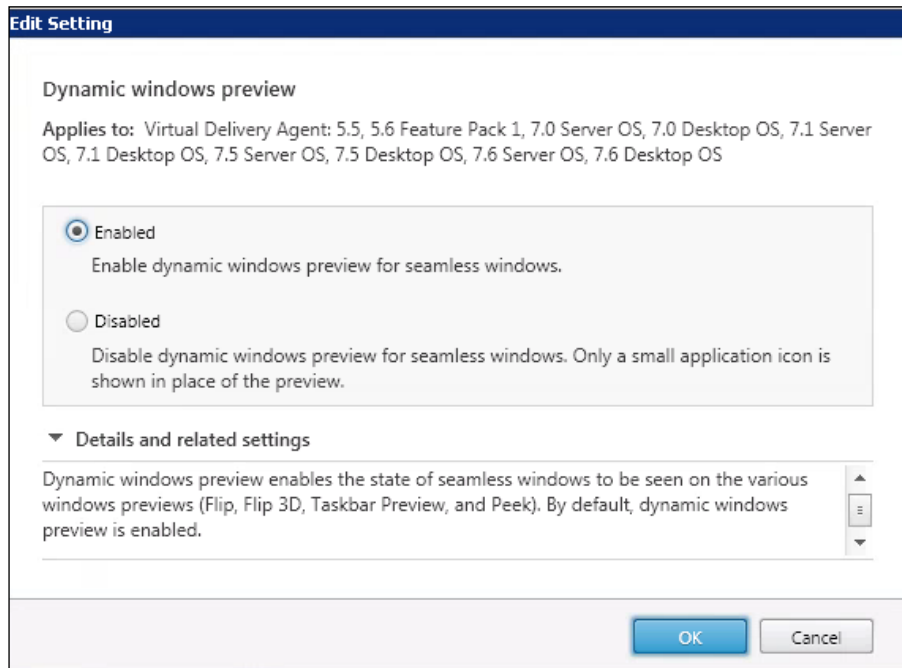 Edit Setting
Dynamic windows preview
Applies to: Virtual Delivery Agent: 5.5, 5.6 Feature Pack 1, 7.0 Server OS, 7.0 Desktop OS, 7.1 Server
OS, 7.1 Desktop OS, 7.5 Server OS, 7.5 Desktop OS, 7.6 Server OS, 7.6 Desktop OS
Enabled
Enable dynamic windows preview for seamless windows.
Disabled
Disable dynamic windows preview for seamless windows. Only a small application icon is
shown in place of the preview.
Details and related settings
Dynamic windows preview enables the state of seamless windows to be seen on the various
windows previews (Flip, Flip 3D, Taskbar Preview, and Peek). By default, dynamic windows
preview is enabled.
OK Cancel